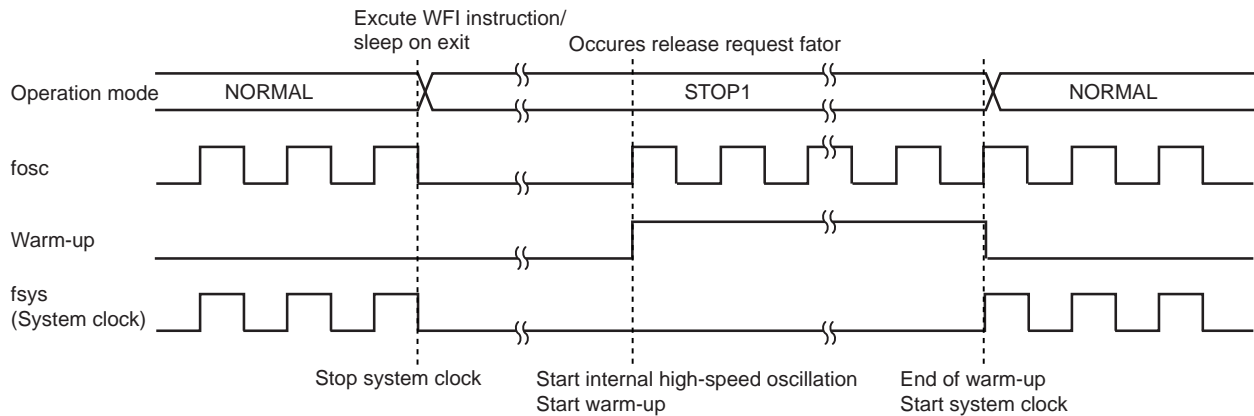 Excute WFI instruction/
sleep on exit
Occures release request fator
Operation mode
NORMAL
STOP1
NORMAL
fosc
Warm-up
fsys
(System clock)
Stop system clock
Start internal high-speed oscillation
Start warm-up
End of warm-up
Start system clock